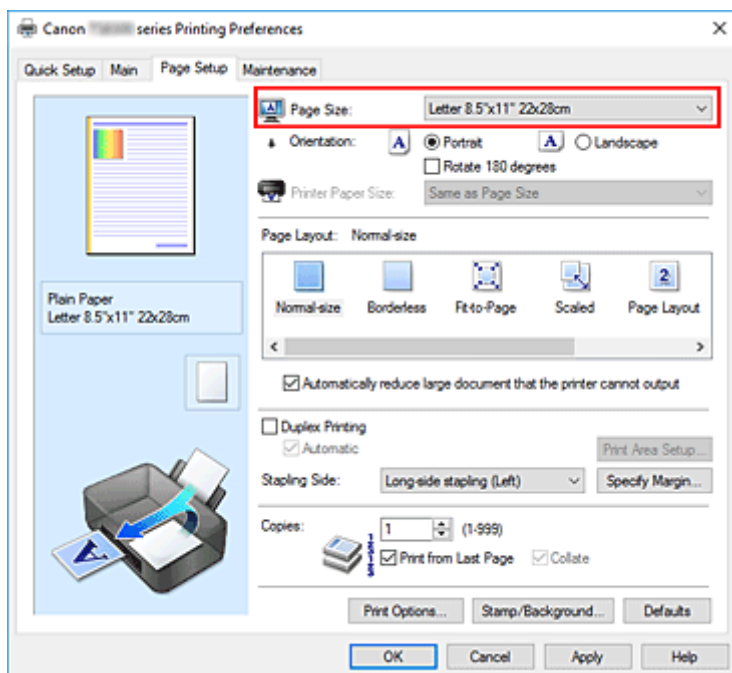 Canon series Printing Preferences
Quick Setup Main Page Setup Maintenance
Page Size: Letter 8.5"x11" 22x28cm
Orientation: A Portrait A Landscape
Rotate 180 degrees
Printer Paper Size: Same as Page Size
Page Layout: Normal-size
2
Normal-size Borderless Fit-to-Page Scaled Page Layout
Plain Paper
Letter 8.5"x11" 22x28cm
Automatically reduce large document that the printer cannot output
Duplex Printing
Automatic Print Area Setup...
Stapling Side: Long-side stapling (Left) Specify Margin...
Copies: 1 (1-999)
Print from Last Page Collate
A
Print Options... Stamp/Background... Defaults
OK Cancel Apply Help